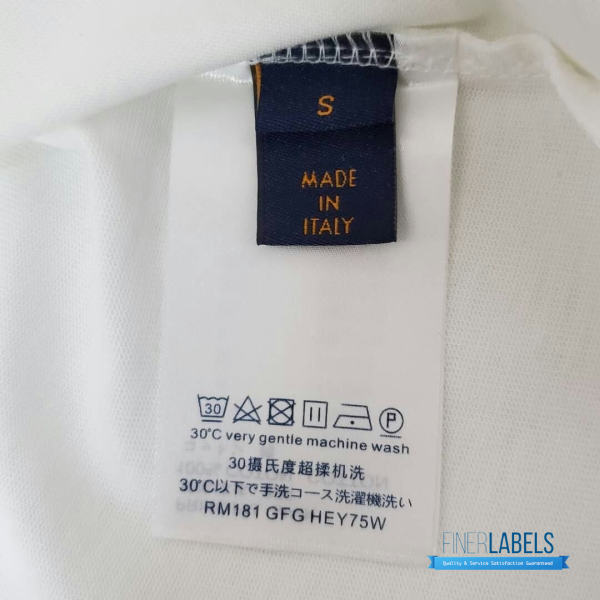 S
MADE
IN
ITALY
30
P
30°C very gentle machine wash
30摄氏度超揉机洗
30°C以下で手洗コース洗濯機洗い
RM181 GFG HEY75W
FINERLABELS
Quality & Service Satisfaction Guaranteed